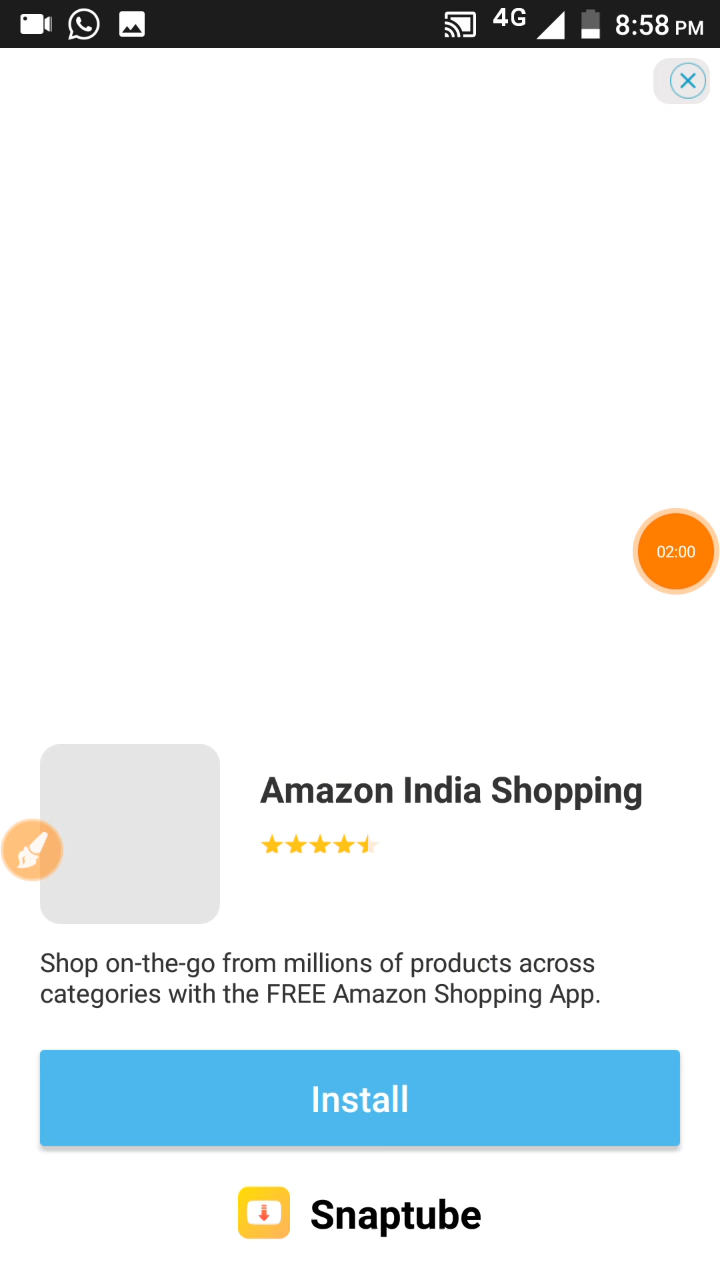 4G 8:58 PM
02:00
Amazon India Shopping
Shop on-the-go from millions of products across
categories with the FREE Amazon Shopping App.
Install
Snaptube